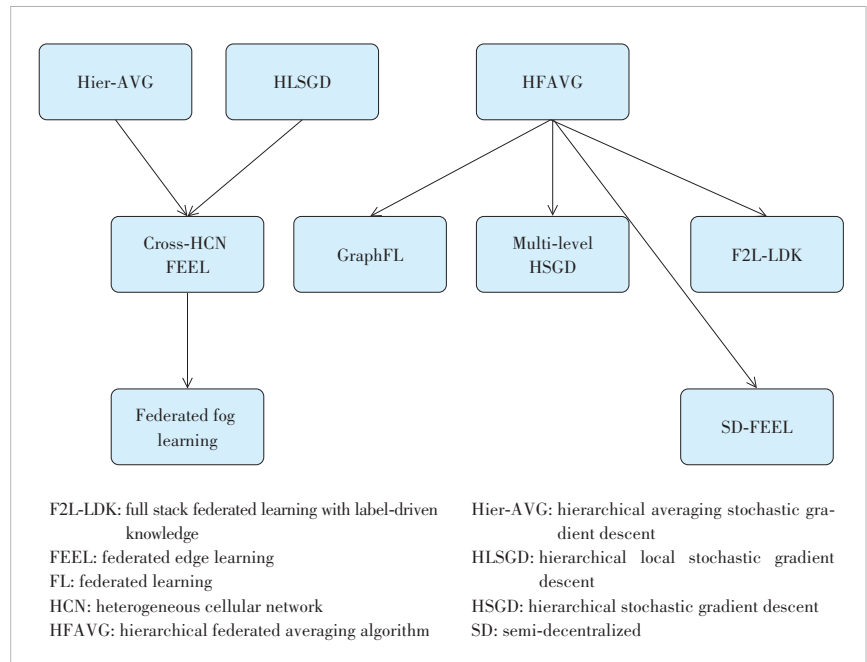 Hier-AVG
HLSGD
HFAVG
Cross-HCN
FEEL
GraphFL
Multi-level
HSGD
F2L-LDK
Federated fog
learning
SD-FEEL
F2L-LDK: full stack federated learning with label-driven
knowledge
FEEL: federated edge learning
FL: federated learning
HCN: heterogeneous cellular network
HFAVG: hierarchical federated averaging algorithm
Hier-AVG: hierarchical averaging stochastic gra-
dient descent
HLSGD: hierarchical local stochastic gradient
descent
HSGD: hierarchical stochastic gradient descent
SD: semi-decentralized